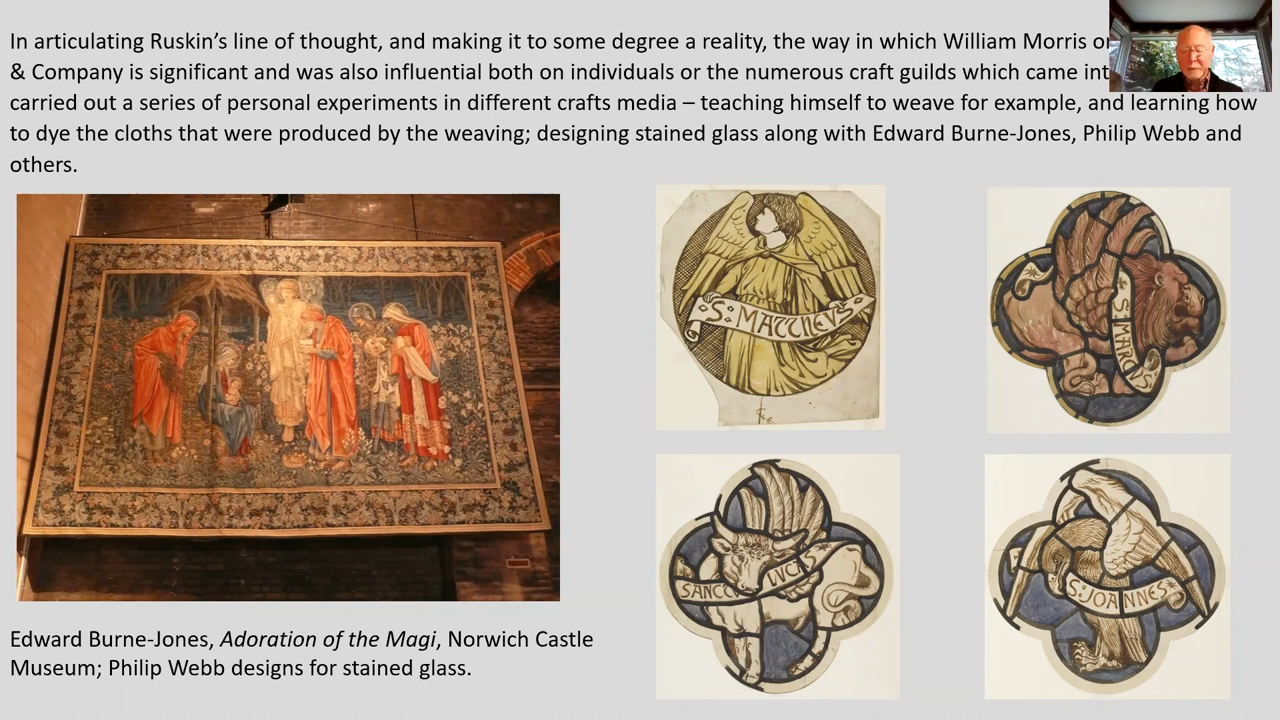 In articulating Ruskin’s line of thought, and making it to some degree a reality, the way in which William Morris
& Company is significant and was also influential both on individuals or the numerous craft guilds which came
carried out a series of personal experiments in different crafts media – teaching himself to weave for example, and learning how
to dye the cloths that were produced by the weaving; designing stained glass along with Edward Burne-Jones, Philip Webb and
others.
S: MATTHEVS
S: MARCVS
SANCT LVCAS
S: JOANNES
Edward Burne-Jones, Adoration of the Magi, Norwich Castle
Museum; Philip Webb designs for stained glass.